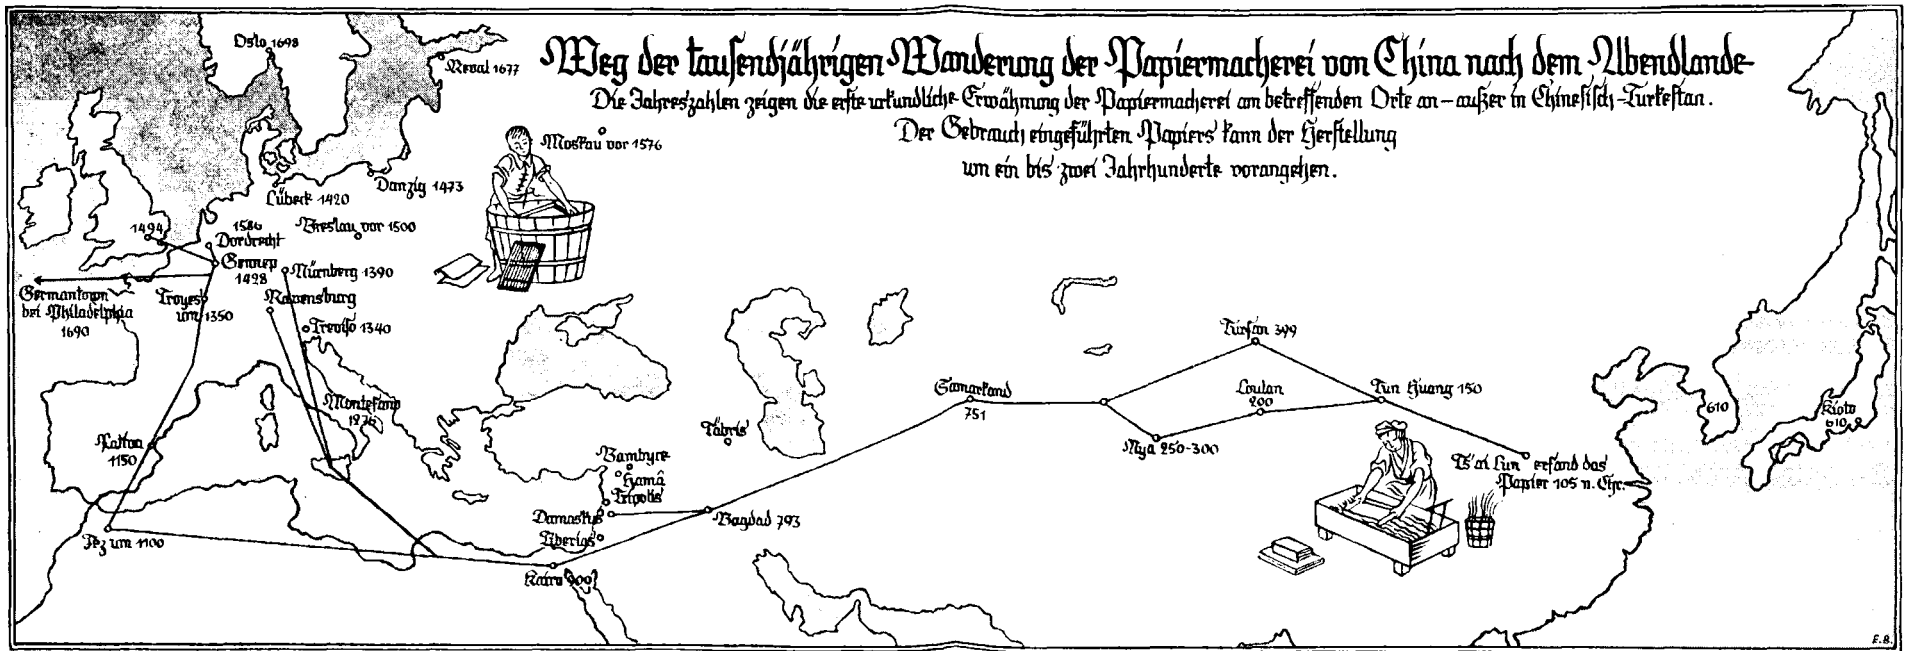 Weg der tausendjährigen Wanderung der Papiermacherei von China nach dem Abendlande
Die Jahreszahlen zeigen die erste urkundliche Erwähnung der Papiermacherei am betreffenden Orte an – außer in Chinesisch-Turkestan.
Der Gebrauch eingeführten Papiers kann der Herstellung
um ein bis zwei Jahrhunderte vorangehen.
Oslo 1698
Reval 1677
Moskau vor 1576
Danzig 1473
Lübeck 1420
1494
1586
Dordrecht
Breslau vor 1500
Gennep
1428
Nürnberg 1390
Germantown
bei Philadelphia
1690
Troyes
um 1350
Ravensburg
Treviso 1340
Montefano
1276
Xativa
1150
Fez um 1100
Kairo 900
Bambyce
Hamâ
Tripolis
Damaskus
Tiberias
Täbris
Bagdad 793
Samarkand
751
Turfan 399
Loulan
200
Niya 250-300
Tun Huang 150
Ts'ai Lun erfand das
Papier 105 n. Chr.
610
Kioto
610
E.B.